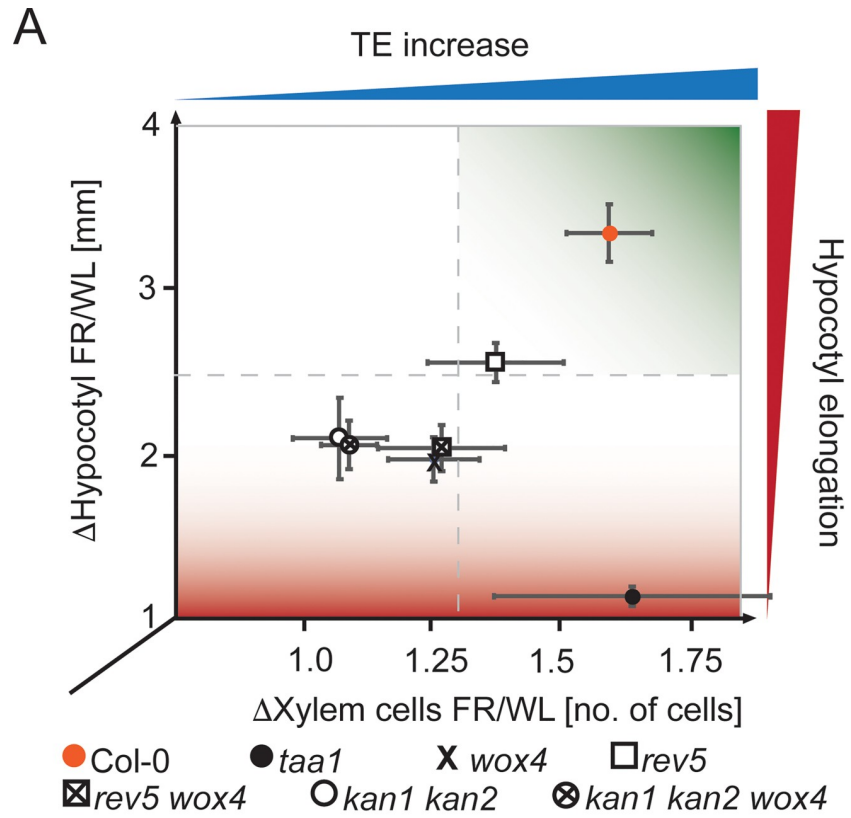 A
TE increase
4
3
2
1
ΔHypocotyl FR/WL [mm]
Hypocotyl elongation
1.0 1.25 1.5 1.75
ΔXylem cells FR/WL [no. of cells]
Col-0 taa1 wox4 rev5
rev5 wox4 kan1 kan2 kan1 kan2 wox4